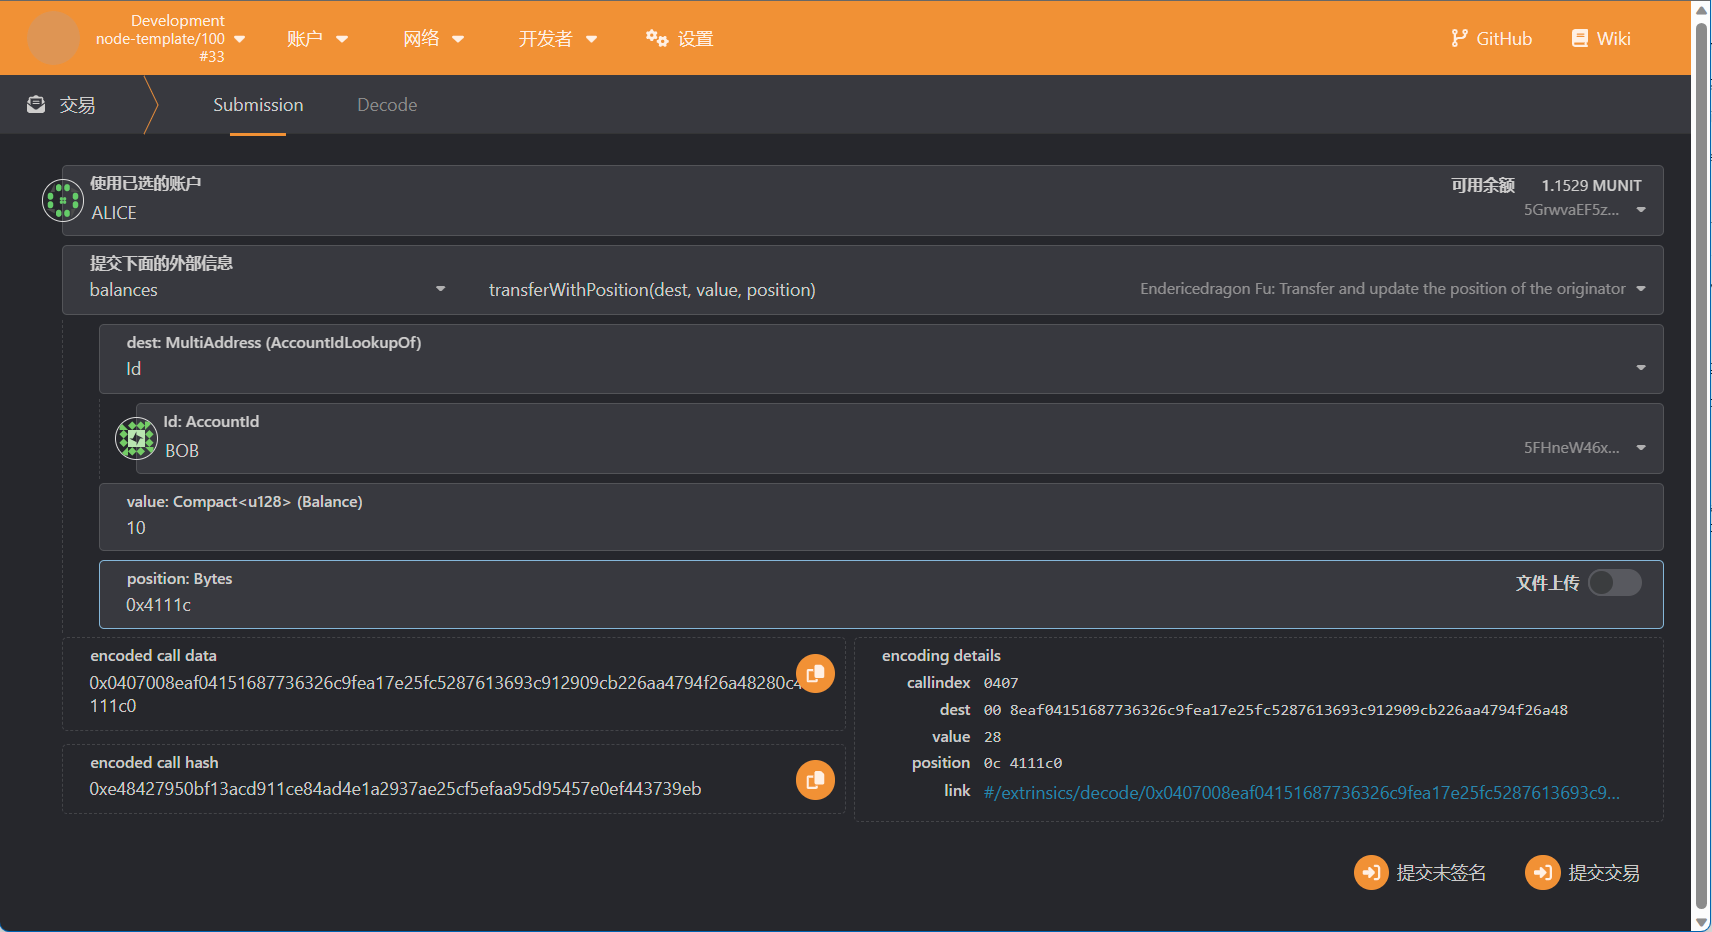 Development
node-template/100
#33
账户
网络
开发者
设置
GitHub
Wiki
交易
Submission
Decode
使用已选的账户
ALICE
可用余额 1.1529 MUNIT
5GrwvaEF5z...
提交下面的外部信息
balances
transferWithPosition(dest, value, position)
Endericedragon Fu: Transfer and update the position of the originator
dest: MultiAddress (AccountIdLookupOf)
Id
Id: AccountId
BOB
5FHneW46x...
value: Compact<u128> (Balance)
10
position: Bytes
0x4111c
文件上传
encoded call data
0x0407008eaf04151687736326c9fea17e25fc5287613693c912909cb226aa4794f26a48280c4
111c0
encoded call hash
0xe48427950bf13acd911ce84ad4e1a2937ae25cf5efaa95d95457e0ef443739eb
encoding details
callindex 0407
dest 00 8eaf04151687736326c9fea17e25fc5287613693c912909cb226aa4794f26a48
value 28
position 0c 4111c0
link #/extrinsics/decode/0x0407008eaf04151687736326c9fea17e25fc5287613693c9...
提交未签名
提交交易